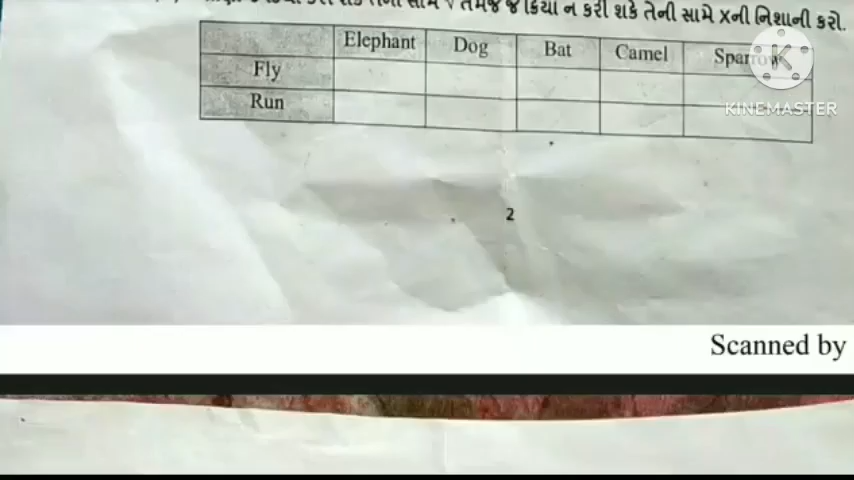 તેમજ જે ક્રિયા ન કરી શકે તેની સામે Xની નિશાની કરો.
Elephant Dog Bat Camel Sparrow
Fly
Run
KINEMASTER
2
Scanned by